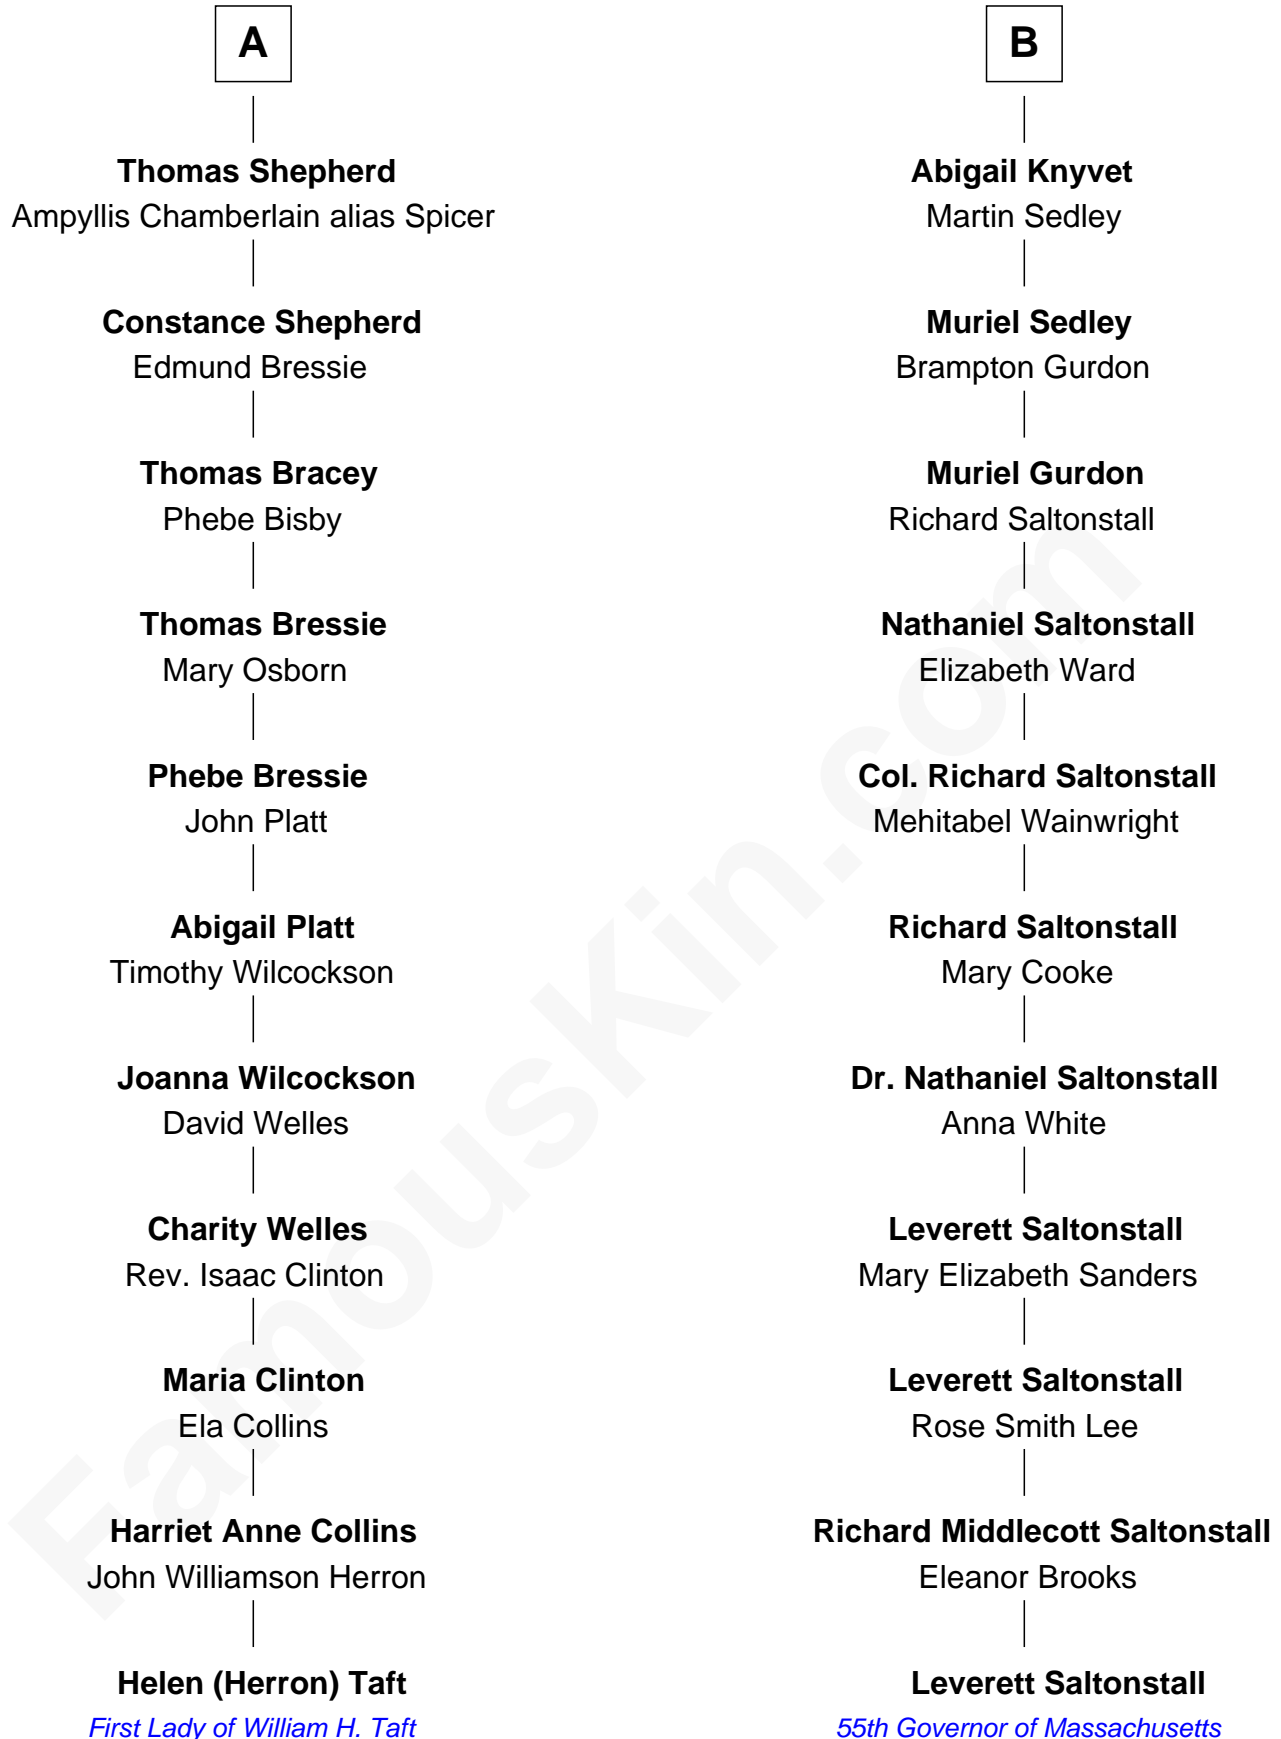 A
Thomas Shepherd
Ampyllis Chamberlain alias Spicer
Constance Shepherd
Edmund Bressie
Thomas Bracey
Phebe Bisby
Thomas Bressie
Mary Osborn
Phebe Bressie
John Platt
Abigail Platt
Timothy Wilcockson
Joanna Wilcockson
David Welles
Charity Welles
Rev. Isaac Clinton
Maria Clinton
Ela Collins
Harriet Anne Collins
John Williamson Herron
Helen (Herron) Taft
First Lady of William H. Taft
B
Abigail Knyvet
Martin Sedley
Muriel Sedley
Brampton Gurdon
Muriel Gurdon
Richard Saltonstall
Nathaniel Saltonstall
Elizabeth Ward
Col. Richard Saltonstall
Mehitabel Wainwright
Richard Saltonstall
Mary Cooke
Dr. Nathaniel Saltonstall
Anna White
Leverett Saltonstall
Mary Elizabeth Sanders
Leverett Saltonstall
Rose Smith Lee
Richard Middlecott Saltonstall
Eleanor Brooks
Leverett Saltonstall
55th Governor of Massachusetts
FamousKin.com